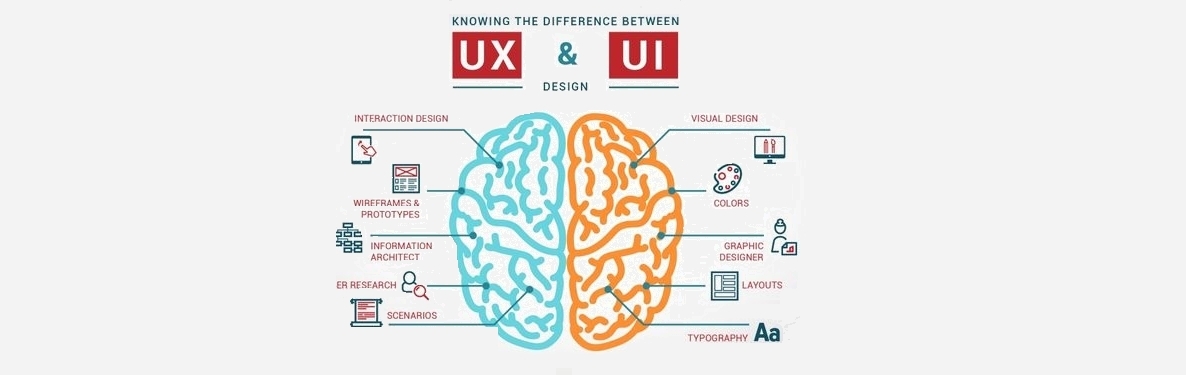 KNOWING THE DIFFERENCE BETWEEN
UX & UI
DESIGN
INTERACTION DESIGN
WIREFRAMES &
PROTOTYPES
INFORMATION
ARCHITECT
ER RESEARCH
SCENARIOS
VISUAL DESIGN
COLORS
GRAPHIC
DESIGNER
LAYOUTS
TYPOGRAPHY Aa